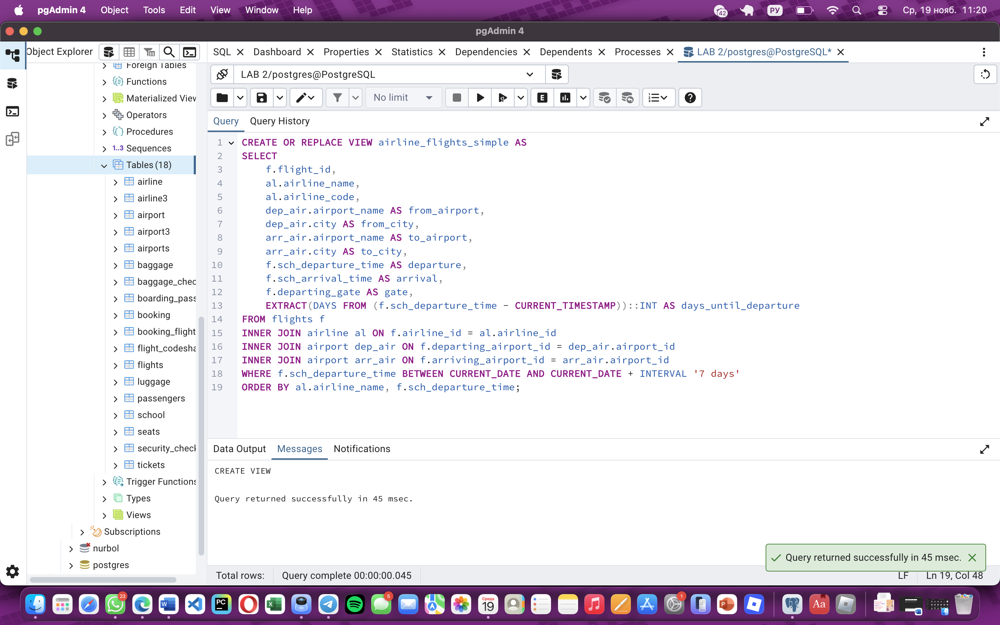 pgAdmin 4 Object Tools Edit View Window Help 42 РУ Ср, 19 нояб. 11:20
pgAdmin 4
Object Explorer
SQL Dashboard Properties Statistics Dependencies Dependents Processes LAB 2/postgres@PostgreSQL*
LAB 2/postgres@PostgreSQL
No limit
E
Query Query History
Foreign Tables
Functions
Materialized View
Operators
Procedures
1..3 Sequences
Tables (18)
airline
airline3
airport
airport3
airports
baggage
baggage_chec
boarding_pass
booking
booking_flight
flight_codesha
flights
luggage
passengers
school
seats
security_check
tickets
Trigger Functions
Types
Views
Subscriptions
nurbol
postgres
1 CREATE OR REPLACE VIEW airline_flights_simple AS
2 SELECT
3 f.flight_id,
4 al.airline_name,
5 al.airline_code,
6 dep_air.airport_name AS from_airport,
7 dep_air.city AS from_city,
8 arr_air.airport_name AS to_airport,
9 arr_air.city AS to_city,
10 f.sch_departure_time AS departure,
11 f.sch_arrival_time AS arrival,
12 f.departing_gate AS gate,
13 EXTRACT(DAYS FROM (f.sch_departure_time - CURRENT_TIMESTAMP))::INT AS days_until_departure
14 FROM flights f
15 INNER JOIN airline al ON f.airline_id = al.airline_id
16 INNER JOIN airport dep_air ON f.departing_airport_id = dep_air.airport_id
17 INNER JOIN airport arr_air ON f.arriving_airport_id = arr_air.airport_id
18 WHERE f.sch_departure_time BETWEEN CURRENT_DATE AND CURRENT_DATE + INTERVAL '7 days'
19 ORDER BY al.airline_name, f.sch_departure_time;
Data Output Messages Notifications
CREATE VIEW
Query returned successfully in 45 msec.
Query returned successfully in 45 msec.
Total rows: Query complete 00:00:00.045 LF Ln 19, Col 48
23 W PC X 5 Среда 19 1 P Aa